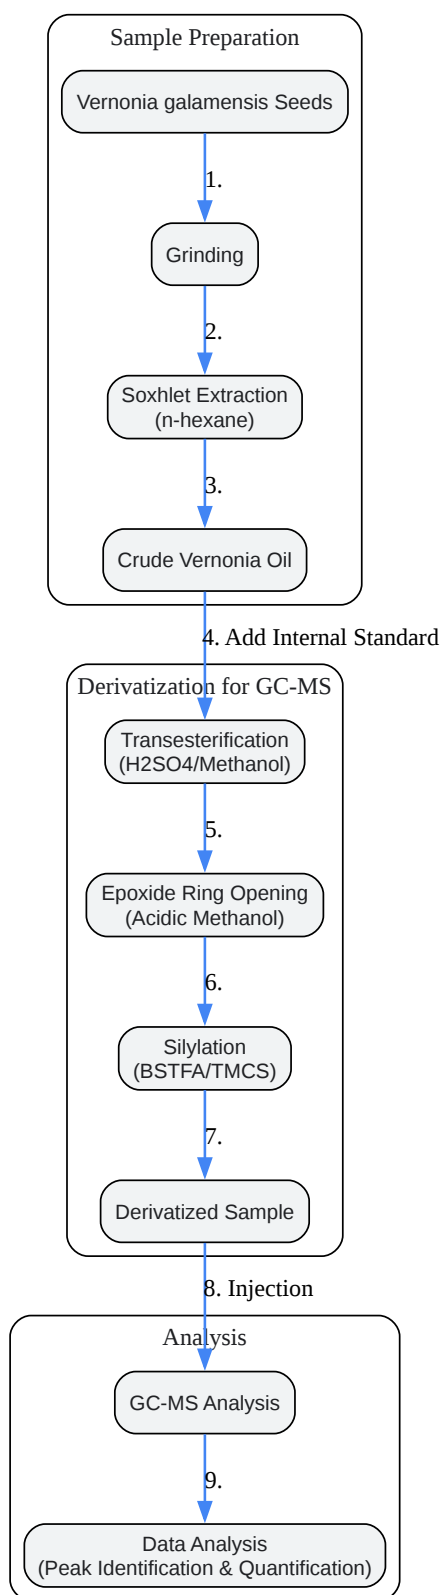 Sample Preparation
Vernonia galamensis Seeds
1.
Grinding
2.
Soxhlet Extraction
(n-hexane)
3.
Crude Vernonia Oil
4. Add Internal Standard
Derivatization for GC-MS
Transesterification
(H2SO4/Methanol)
5.
Epoxide Ring Opening
(Acidic Methanol)
6.
Silylation
(BSTFA/TMCS)
7.
Derivatized Sample
8. Injection
Analysis
GC-MS Analysis
9.
Data Analysis
(Peak Identification & Quantification)